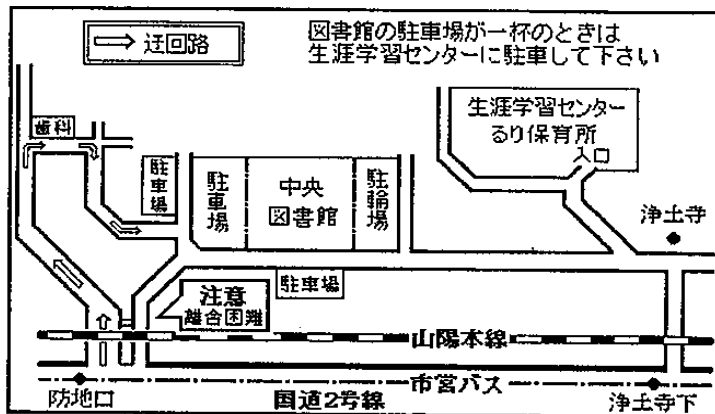 迂回路
図書館の駐車場が一杯のときは
生涯学習センターに駐車して下さい
歯科
駐車場
駐車場
中央
図書館
駐輪場
生涯学習センター
るり保育所
入口
浄土寺
駐車場
注意
離合困難
山陽本線
市営バス
防地口
国道2号線
浄土寺下